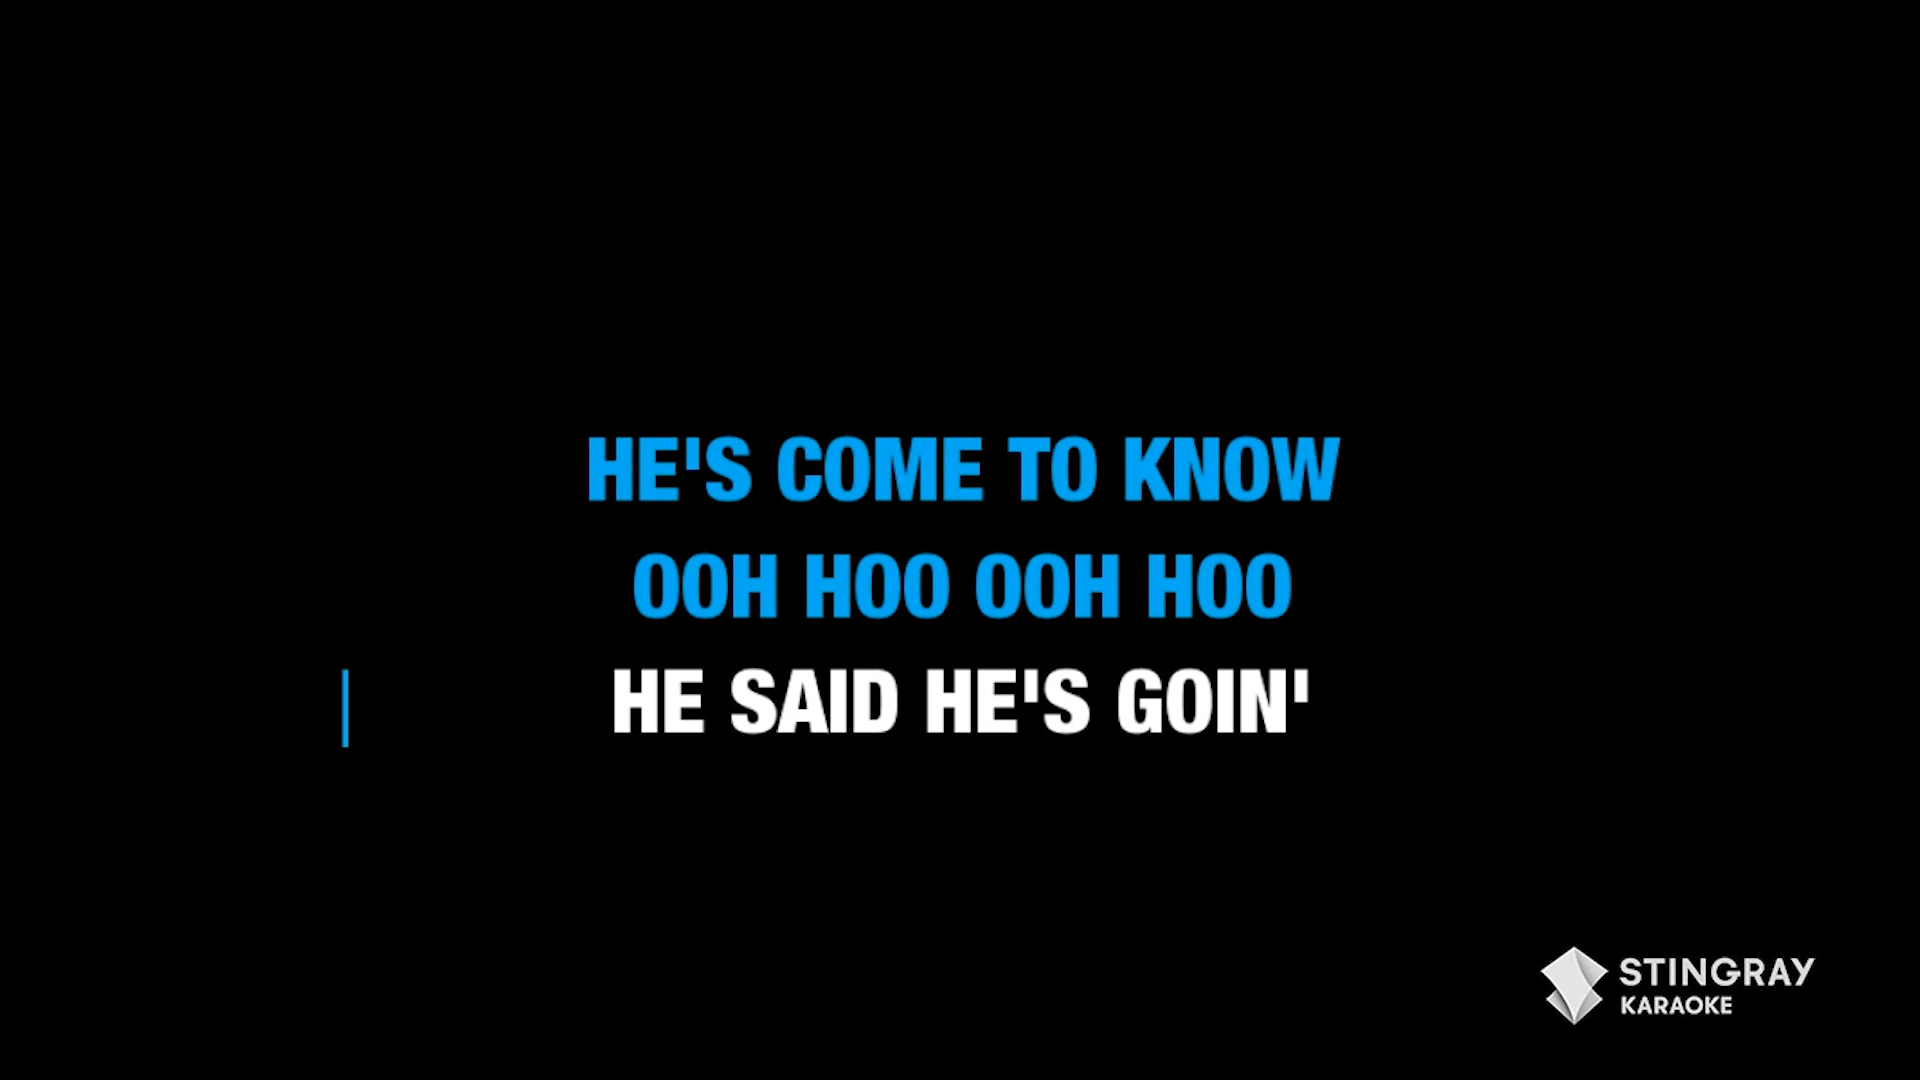 HE'S COME TO KNOW
OOH HOO OOH HOO
HE SAID HE'S GOIN'
STINGRAY
KARAOKE